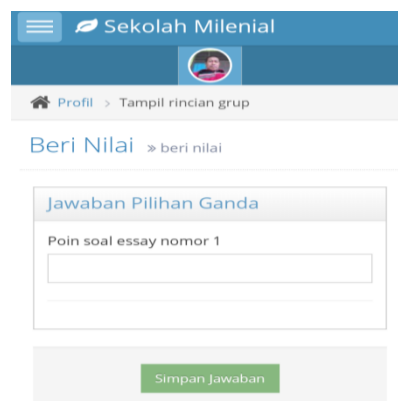 Sekolah Milenial
Profil > Tampil rincian grup
Beri Nilai » beri nilai
Jawaban Pilihan Ganda
Poin soal essay nomor 1
Simpan Jawaban